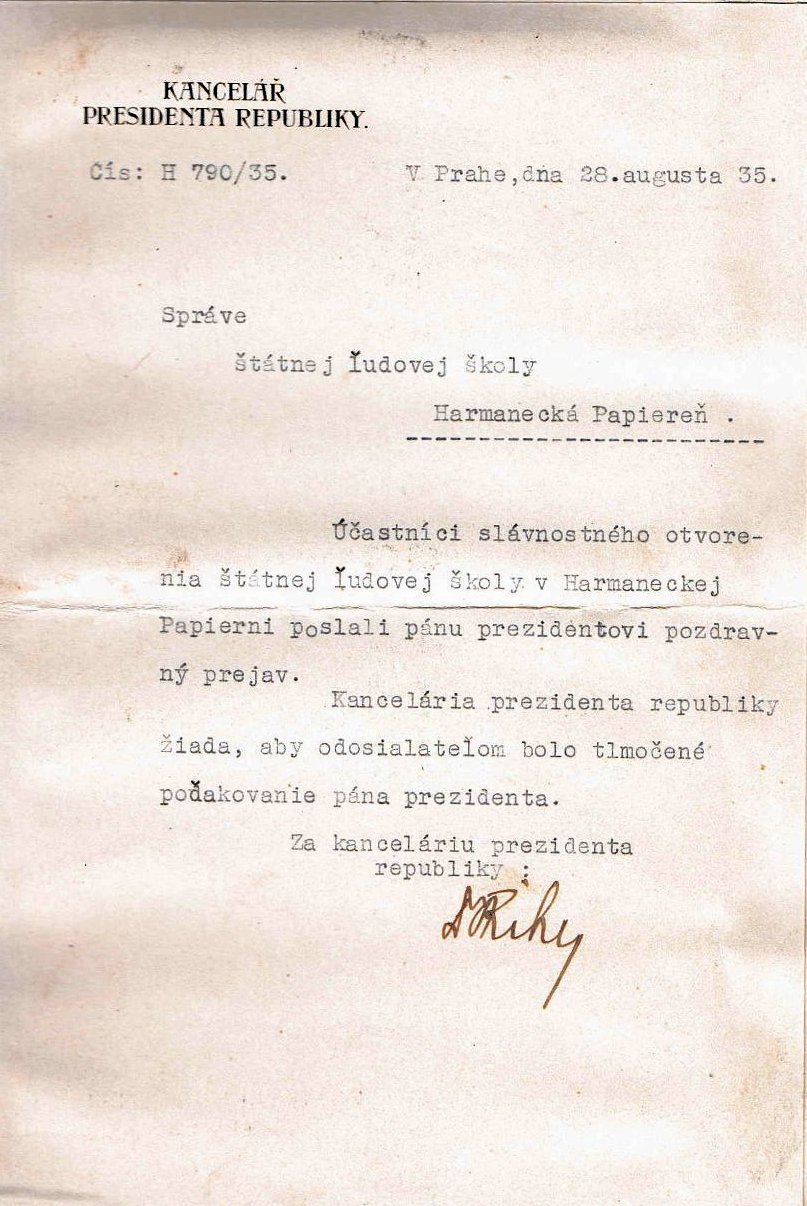 KANCELÁŘ
PRESIDENTA REPUBLIKY.
Čís: H 790/35. V Prahe,dňa 28.augusta 35.
Správe
štátnej ľudovej školy
Harmanecká Papiereň .
Účastníci slávnostného otvore-
nia štátnej ľudovej školy v Harmaneckej
Papierni poslali pánu prezidentovi pozdrav-
ný prejav.
Kancelária prezidenta republiky
žiada, aby odosialateľom bolo tlmočené
poďakovanie pána prezidenta.
Za kanceláriu prezidenta
republiky :